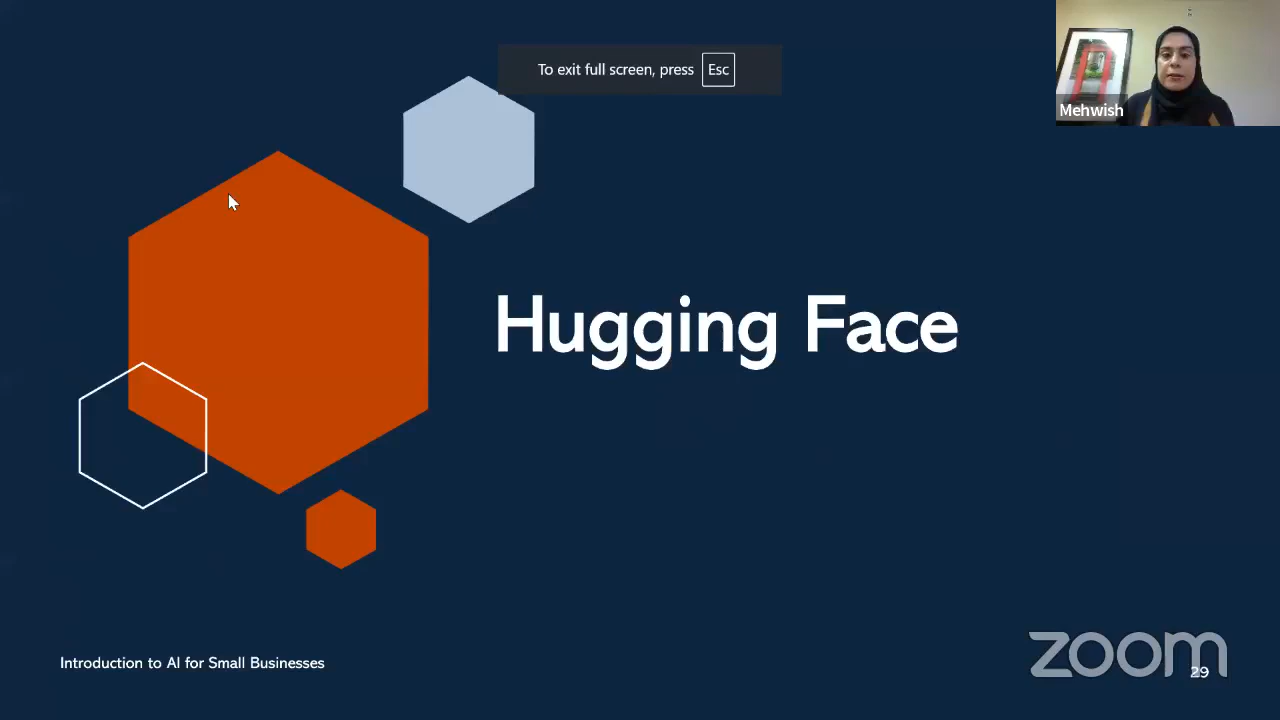 To exit full screen, press Esc
Mehwish
Hugging Face
Introduction to AI for Small Businesses
zoom
29